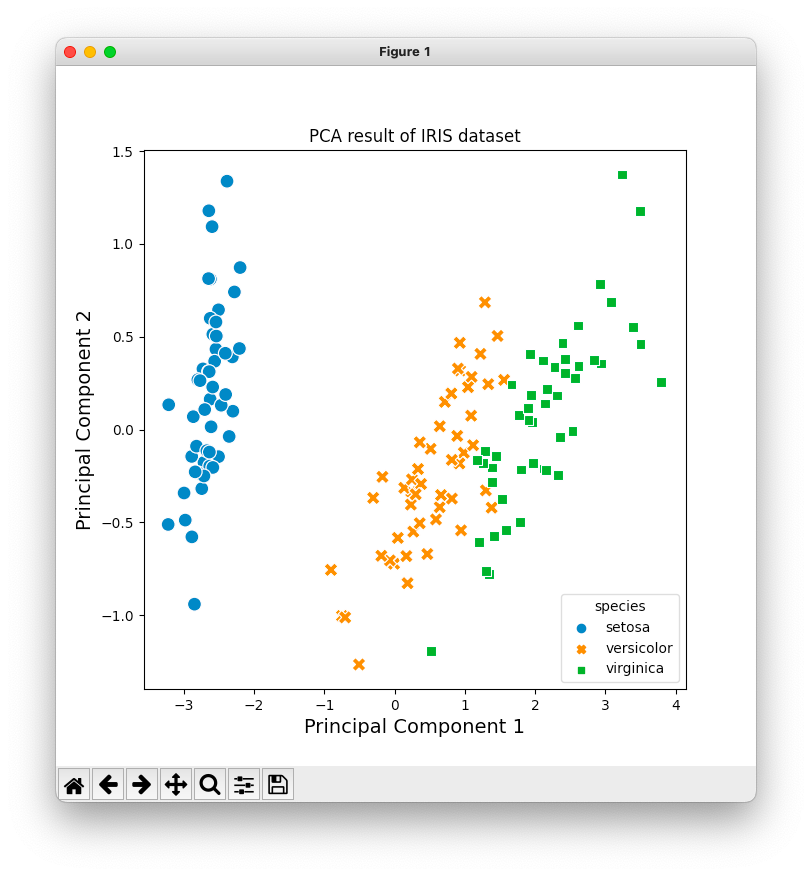 Figure 1
PCA result of IRIS dataset
1.5
1.0
0.5
0.0
−0.5
−1.0
Principal Component 2
species
setosa
versicolor
virginica
−3 −2 −1 0 1 2 3 4
Principal Component 1